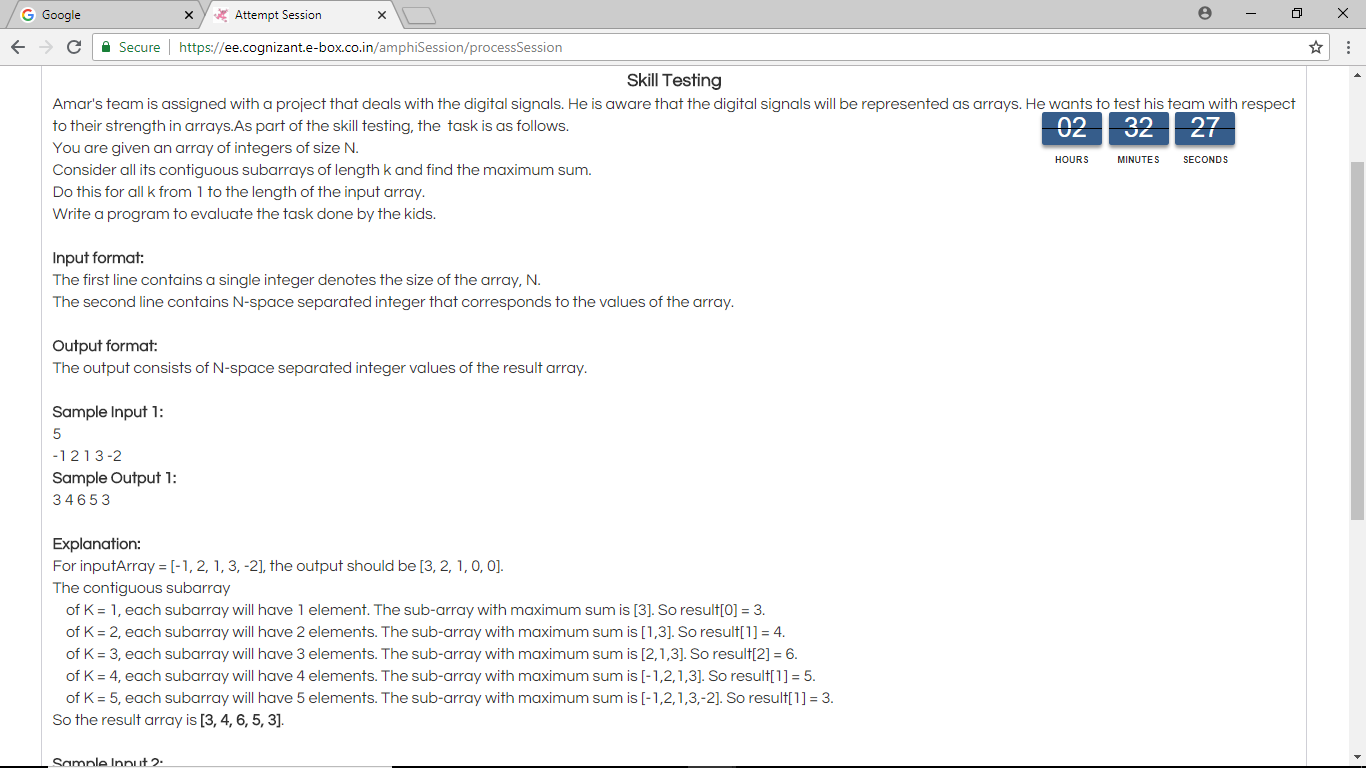 Google
Attempt Session
Secure
https://ee.cognizant.e-box.co.in/amphiSession/processSession
Skill Testing
Amar's team is assigned with a project that deals with the digital signals. He is aware that the digital signals will be represented as arrays. He wants to test his team with respect
to their strength in arrays.As part of the skill testing, the task is as follows.
02 32 27
HOURS MINUTES SECONDS
You are given an array of integers of size N.
Consider all its contiguous subarrays of length k and find the maximum sum.
Do this for all k from 1 to the length of the input array.
Write a program to evaluate the task done by the kids.
Input format:
The first line contains a single integer denotes the size of the array, N.
The second line contains N-space separated integer that corresponds to the values of the array.
Output format:
The output consists of N-space separated integer values of the result array.
Sample Input 1:
5
-1 2 1 3 -2
Sample Output 1:
3 4 6 5 3
Explanation:
For inputArray = [-1, 2, 1, 3, -2], the output should be [3, 2, 1, 0, 0].
The contiguous subarray
of K = 1, each subarray will have 1 element. The sub-array with maximum sum is [3]. So result[0] = 3.
of K = 2, each subarray will have 2 elements. The sub-array with maximum sum is [1,3]. So result[1] = 4.
of K = 3, each subarray will have 3 elements. The sub-array with maximum sum is [2,1,3]. So result[2] = 6.
of K = 4, each subarray will have 4 elements. The sub-array with maximum sum is [-1,2,1,3]. So result[1] = 5.
of K = 5, each subarray will have 5 elements. The sub-array with maximum sum is [-1,2,1,3,-2]. So result[1] = 3.
So the result array is [3, 4, 6, 5, 3].
Sample Input 2: